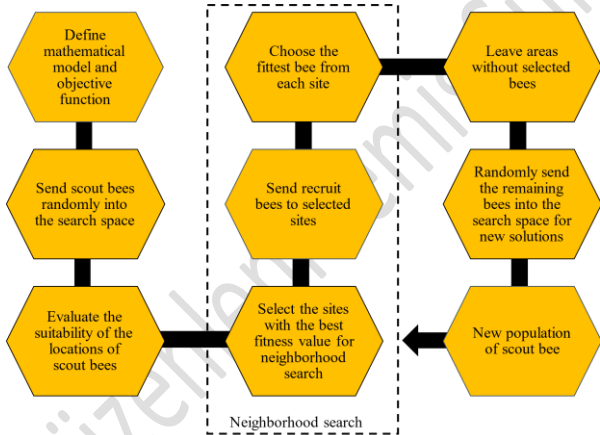 Define
mathematical
model and
objective
function
Send scout bees
randomly into
the search space
Evaluate the
suitability of the
locations of
scout bees
Choose the
fittest bee from
each site
Send recruit
bees to selected
sites
Select the sites
with the best
fitness value for
neighborhood
search
Neighborhood search
Leave areas
without selected
bees
Randomly send
the remaining
bees into the
search space for
new solutions
New population
of scout bee